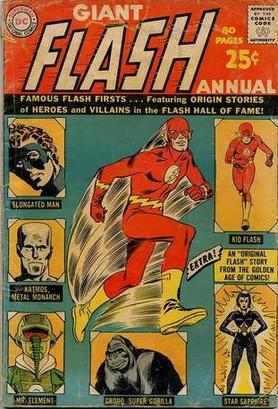 GIANT
DC
FLASH
APPROVED
BY THE
COMICS
CODE
AUTHORITY
80
PAGES
25¢
ANNUAL
FAMOUS FLASH FIRSTS... Featuring ORIGIN STORIES
of HEROES and VILLAINS in the FLASH HALL OF FAME!
ELONGATED MAN
KID FLASH
EXTRA!
AN "ORIGINAL
FLASH" STORY
FROM THE GOLDEN
AGE OF COMICS!
KATMOS,
METAL MONARCH
MR. ELEMENT
GRODD, SUPER GORILLA
STAR SAPPHIRE